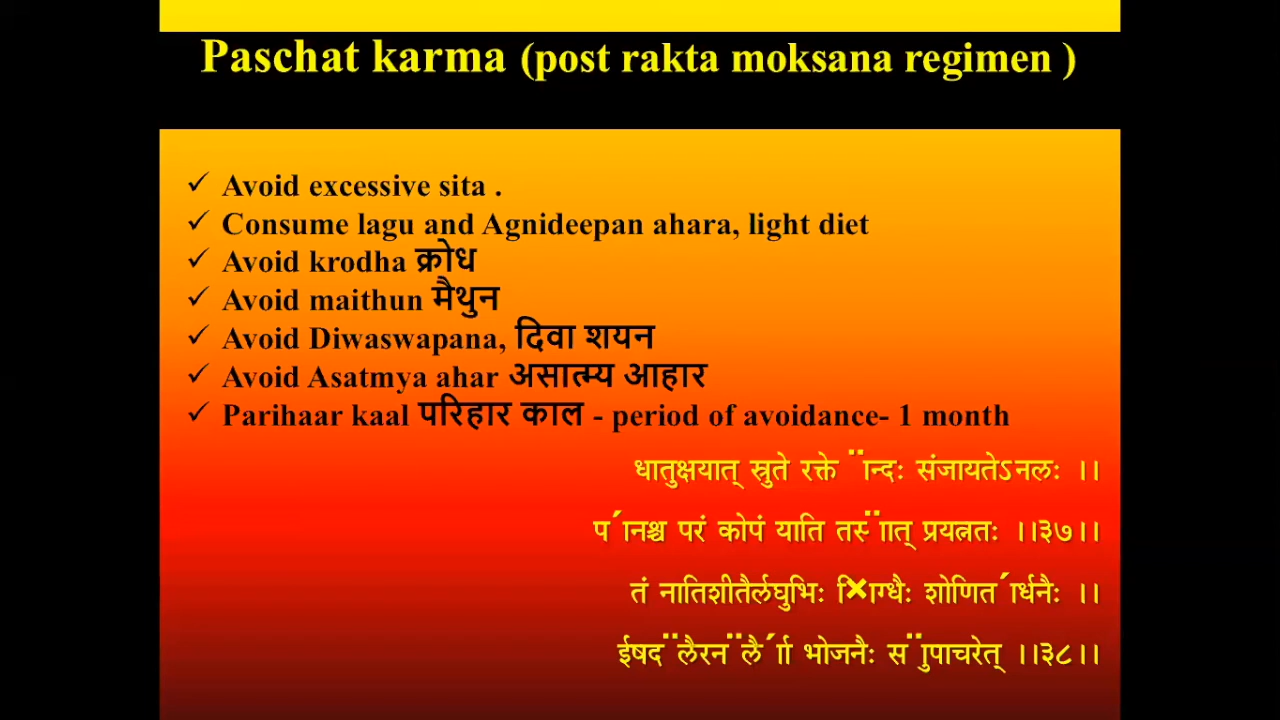 Paschat karma (post rakta moksana regimen )
✓ Avoid excessive sita .
✓ Consume lagu and Agnideepan ahara, light diet
✓ Avoid krodha क्रोध
✓ Avoid maithun मैथुन
✓ Avoid Diwaswapana, दिवा शयन
✓ Avoid Asatmya ahar असात्म्य आहार
✓ Parihaar kaal परिहार काल - period of avoidance- 1 month
धातुक्षयात् स्रुते रक्ते संजायतेऽनलः ।।
परं कोपं याति प्रयत्नतः ।।३७।।
तं नातिशीतैर्लघुभिः ।।
भोजनैः ।।३८।।